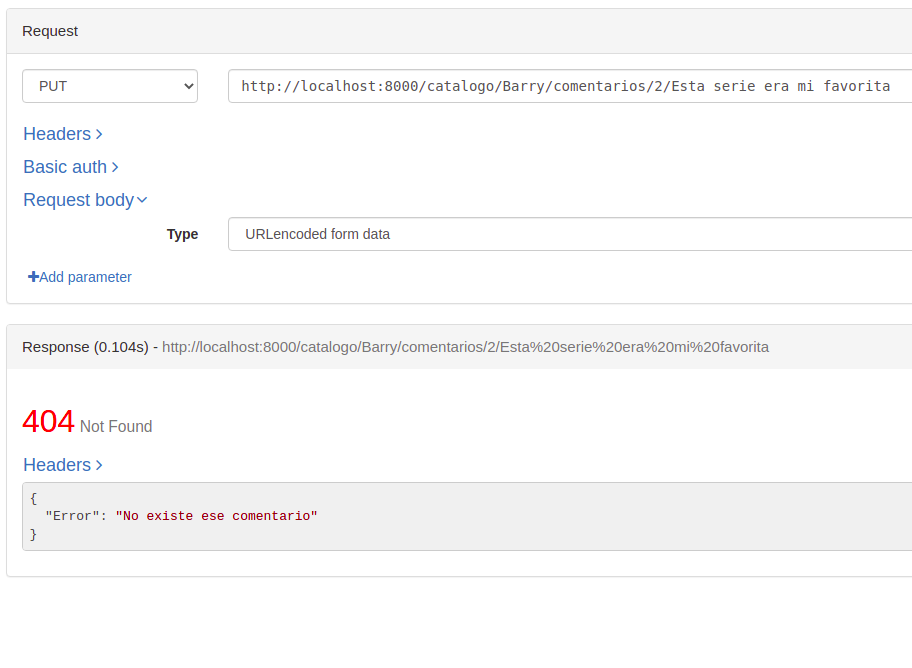 Request
PUT http://localhost:8000/catalogo/Barry/comentarios/2/Esta serie era mi favorita
Headers
Basic auth
Request body
Type URLencoded form data
Add parameter
Response (0.104s) - http://localhost:8000/catalogo/Barry/comentarios/2/Esta%20serie%20era%20mi%20favorita
404 Not Found
Headers
{
"Error": "No existe ese comentario"
}